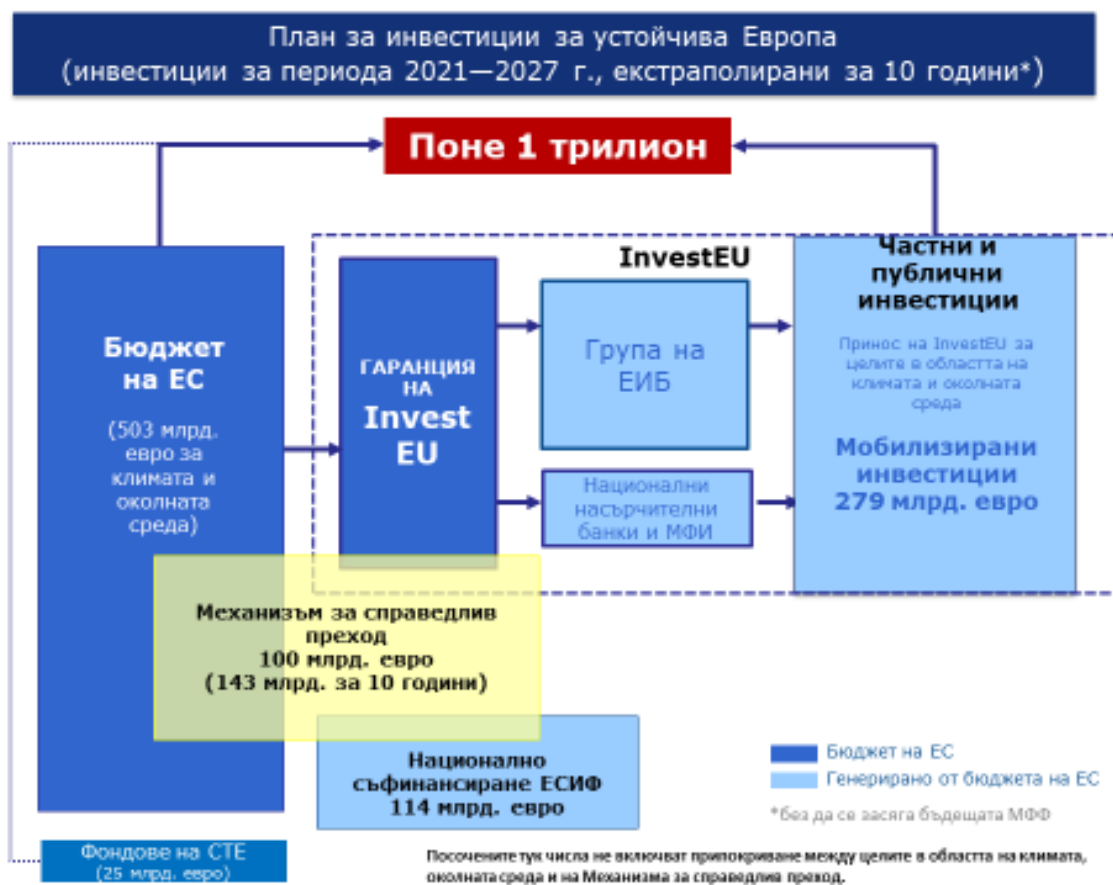 План за инвестиции за устойчива Европа
(инвестиции за периода 2021—2027 г., екстраполирани за 10 години*)
Поне 1 трилион
Бюджет
на ЕС
(503 млрд.
евро за
климата и
околната
среда)
InvestEU
ГАРАНЦИЯ
НА
Invest
EU
Група на
ЕИБ
Национални
насърчителни
банки и МФИ
Частни и
публични
инвестиции
Принос на InvestEU за
целите в областта на
климата и околната
среда
Мобилизирани
инвестиции
279 млрд. евро
Механизъм за справедлив
преход
100 млрд. евро
(143 млрд. за 10 години)
Национално
съфинансиране ЕСИФ
114 млрд. евро
Бюджет на ЕС
Генерирано от бюджета на ЕС
*без да се засяга бъдещата МФФ
Фондове на СТЕ
(25 млрд. евро)
Посочените тук числа не включват припокриване между целите в областта на климата,
околната среда и на Механизма за справедлив преход.